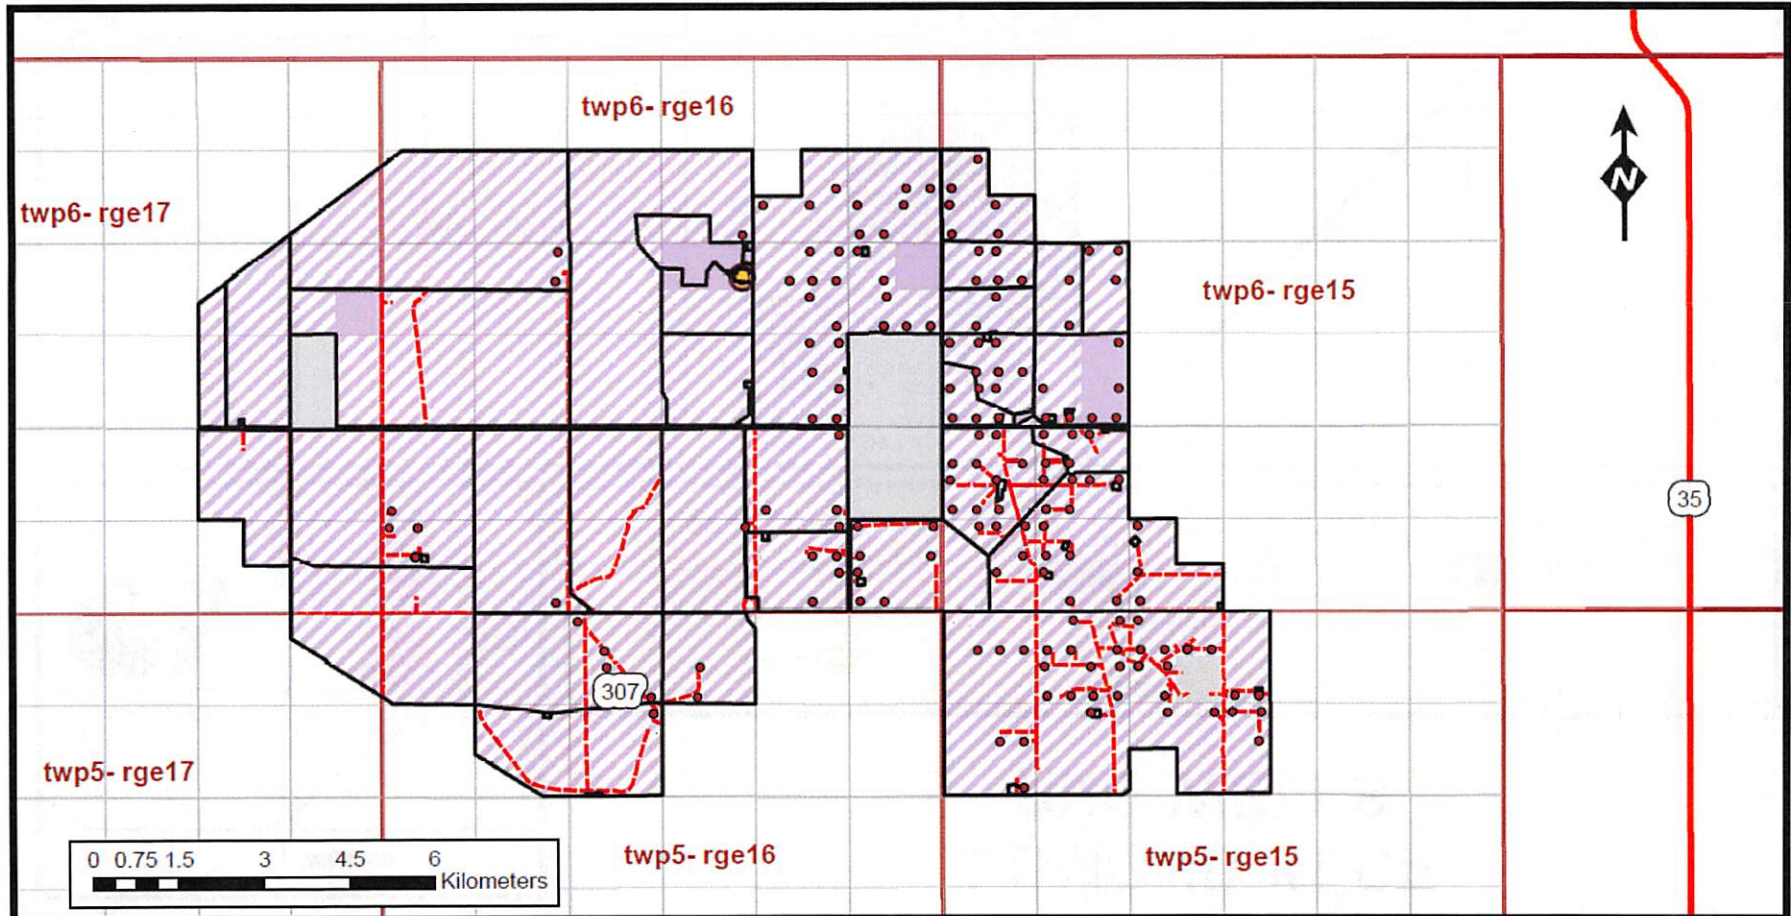 twp6- rge16
N
twp6- rge17
twp6- rge15
35
307
twp5- rge17
twp5- rge16
twp5- rge15
0 0.75 1.5 3 4.5 6
Kilometers